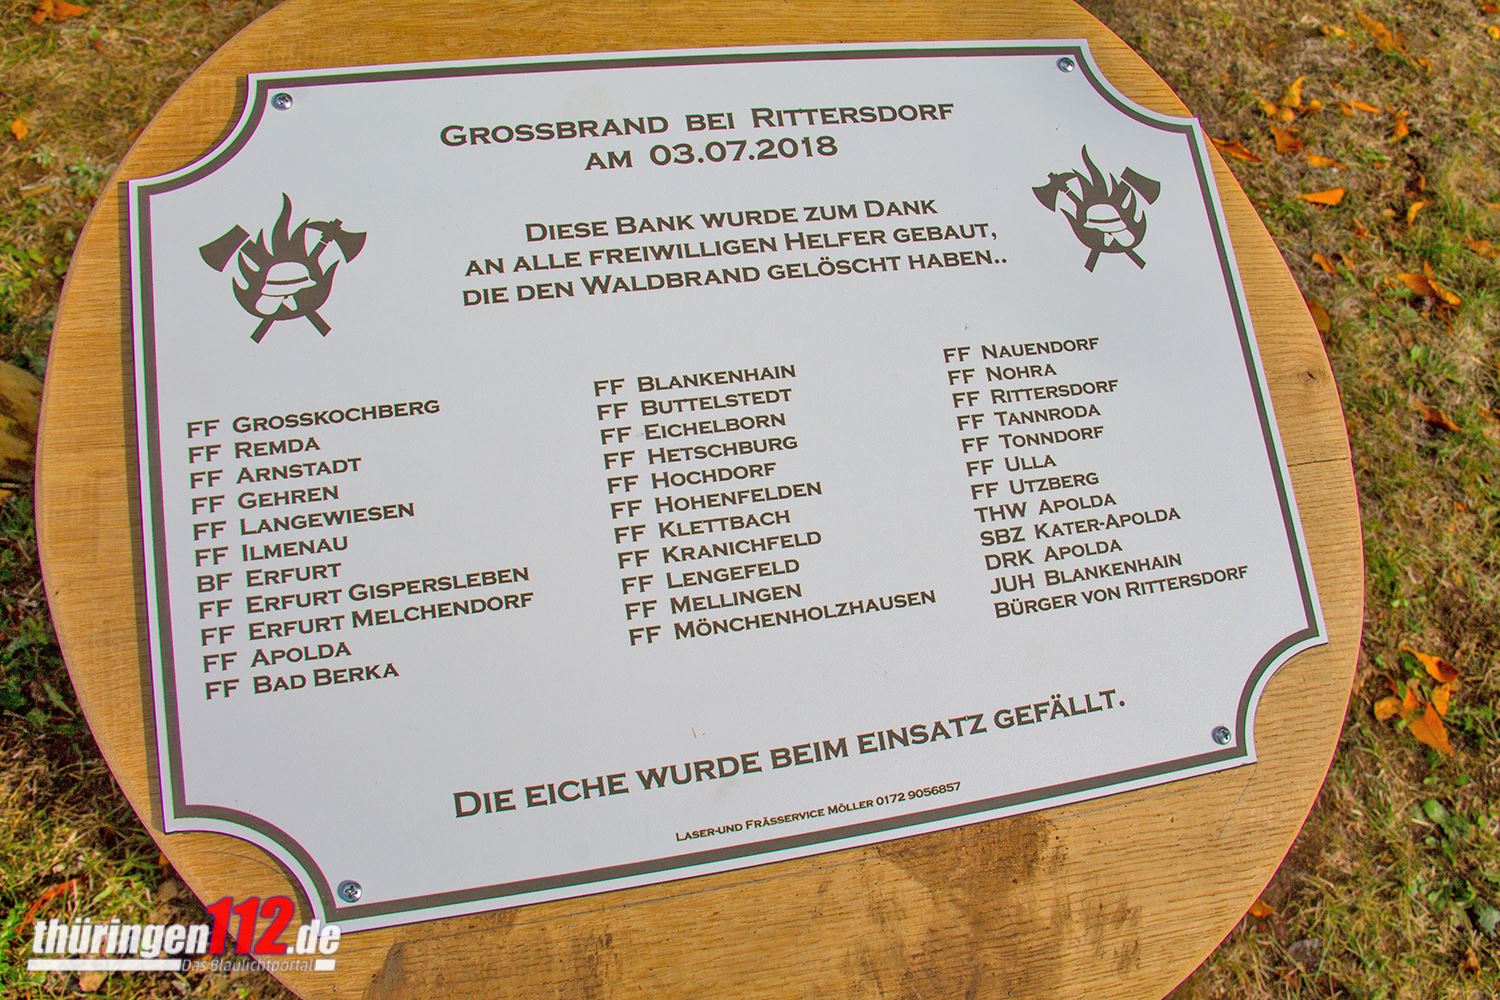 Grossbrand bei Rittersdorf
am 03.07.2018
Diese Bank wurde zum Dank
an alle freiwilligen Helfer gebaut,
die den Waldbrand gelöscht haben..
FF Grosskochberg
FF Remda
FF Arnstadt
FF Gehren
FF Langewiesen
FF Ilmenau
BF Erfurt
FF Erfurt Gispersleben
FF Erfurt Melchendorf
FF Apolda
FF Bad Berka
FF Blankenhain
FF Buttelstedt
FF Eichelborn
FF Hetschburg
FF Hochdorf
FF Hohenfelden
FF Klettbach
FF Kranichfeld
FF Lengefeld
FF Mellingen
FF Mönchenholzhausen
FF Nauendorf
FF Nohra
FF Rittersdorf
FF Tannroda
FF Tonndorf
FF Ulla
FF Utzberg
THW Apolda
SBZ Kater-Apolda
DRK Apolda
JUH Blankenhain
Bürger von Rittersdorf
Die Eiche wurde beim Einsatz gefällt.
Laser-und Frässervice Möller 0172 9056857
thüringen112.de
Das Blaulichtportal